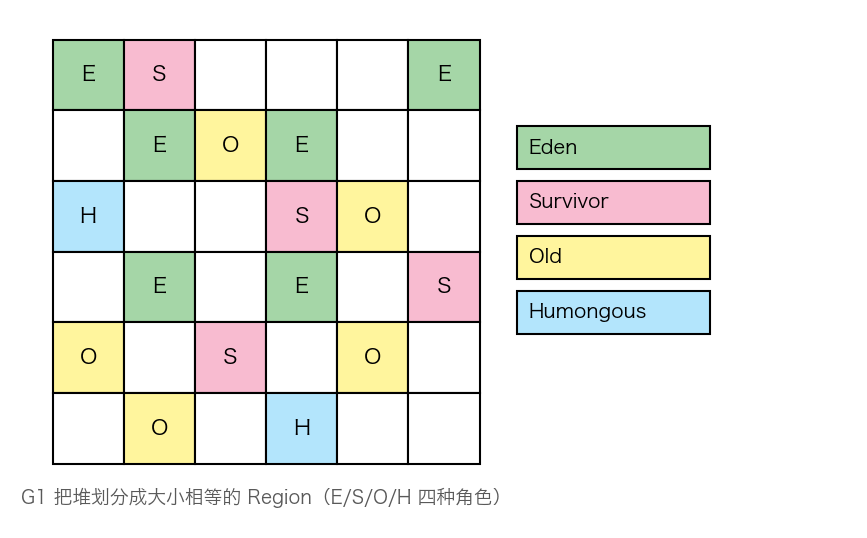 E S E
E O E
H S O
E E S
O S O
O H
Eden
Survivor
Old
Humongous
G1 把堆划分成大小相等的 Region（E/S/O/H 四种角色）